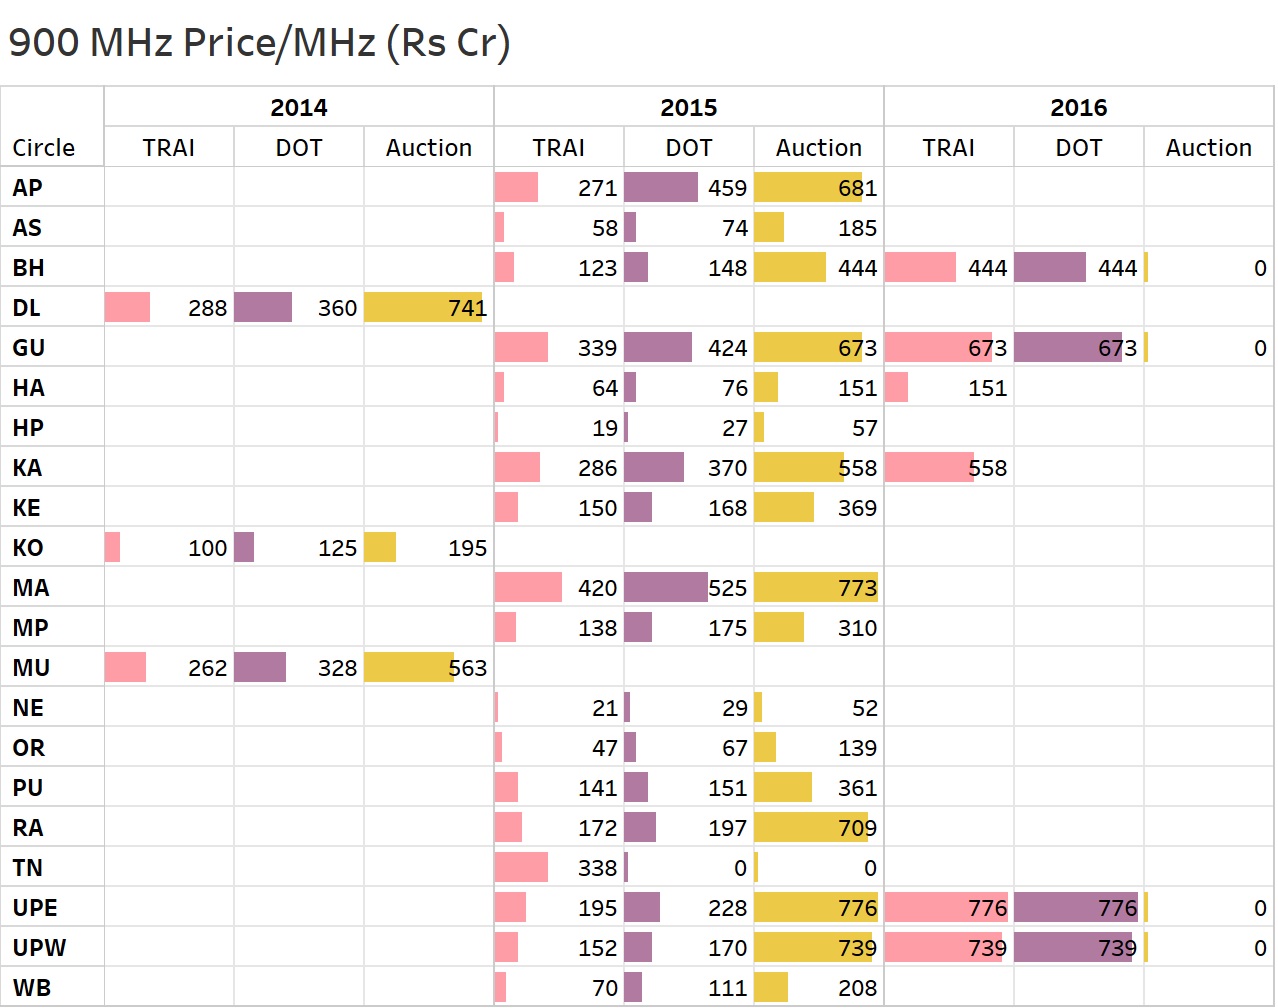 900 MHz Price/MHz (Rs Cr)
2014 2015 2016
Circle TRAI DOT Auction TRAI DOT Auction TRAI DOT Auction
AP 271 459 681
AS 58 74 185
BH 123 148 444 444 444 0
DL 288 360 741
GU 339 424 673 673 673 0
HA 64 76 151 151
HP 19 27 57
KA 286 370 558 558
KE 150 168 369
KO 100 125 195
MA 420 525 773
MP 138 175 310
MU 262 328 563
NE 21 29 52
OR 47 67 139
PU 141 151 361
RA 172 197 709
TN 338 0 0
UPE 195 228 776 776 776 0
UPW 152 170 739 739 739 0
WB 70 111 208